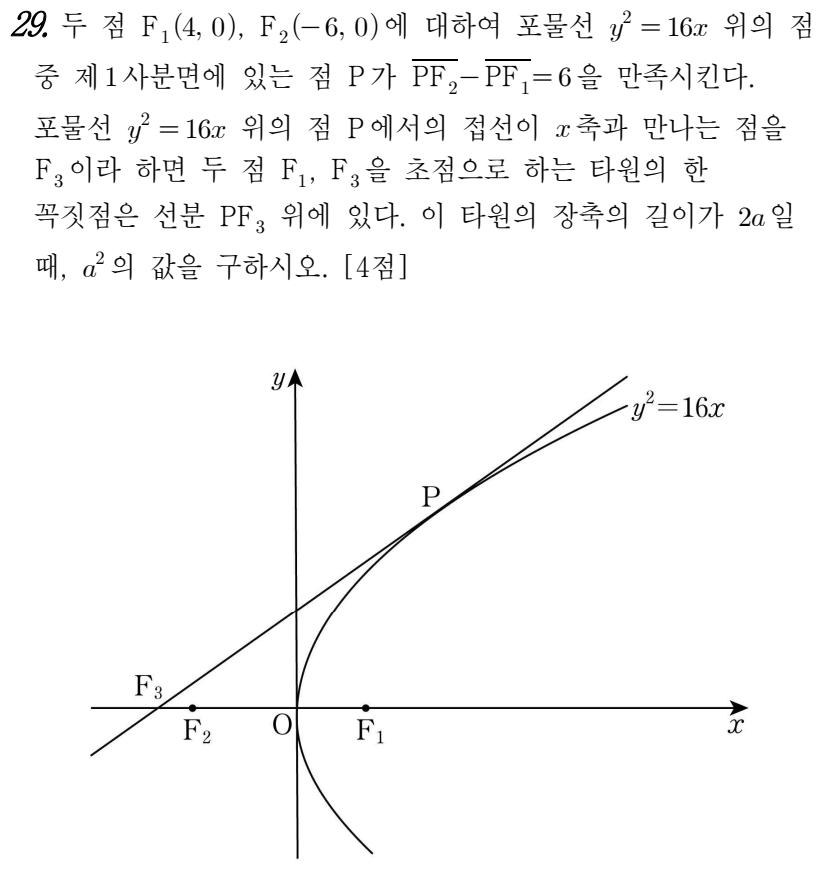 29. 두 점 F₁(4, 0), F₂(−6, 0)에 대하여 포물선 y² = 16x 위의 점
중 제1사분면에 있는 점 P가 P̅F̅₂ − P̅F̅₁ = 6을 만족시킨다.
포물선 y² = 16x 위의 점 P에서의 접선이 x축과 만나는 점을
F₃이라 하면 두 점 F₁, F₃을 초점으로 하는 타원의 한
꼭짓점은 선분 PF₃ 위에 있다. 이 타원의 장축의 길이가 2a일
때, a²의 값을 구하시오. [4점]
y
y²=16x
P
F₃
F₂
O
F₁
x